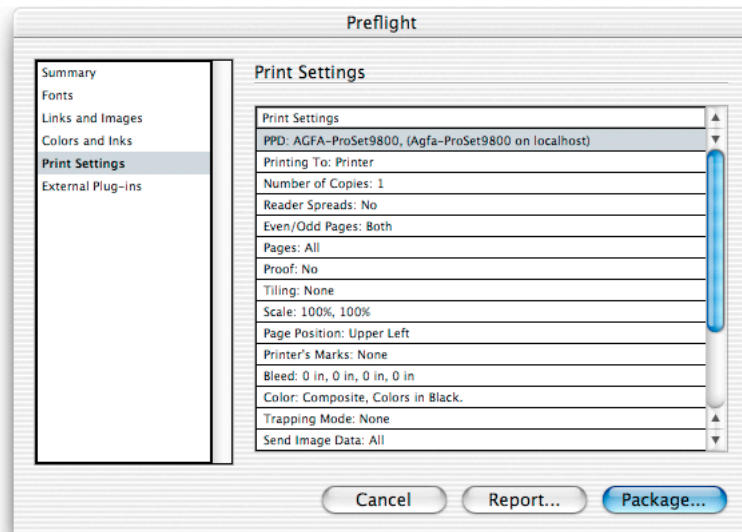 Preflight
Summary
Fonts
Links and Images
Colors and Inks
Print Settings
External Plug-ins
Print Settings
Print Settings
PPD: AGFA-ProSet9800, (Agfa-ProSet9800 on localhost)
Printing To: Printer
Number of Copies: 1
Reader Spreads: No
Even/Odd Pages: Both
Pages: All
Proof: No
Tiling: None
Scale: 100%, 100%
Page Position: Upper Left
Printer's Marks: None
Bleed: 0 in, 0 in, 0 in, 0 in
Color: Composite, Colors in Black.
Trapping Mode: None
Send Image Data: All
Cancel
Report...
Package...